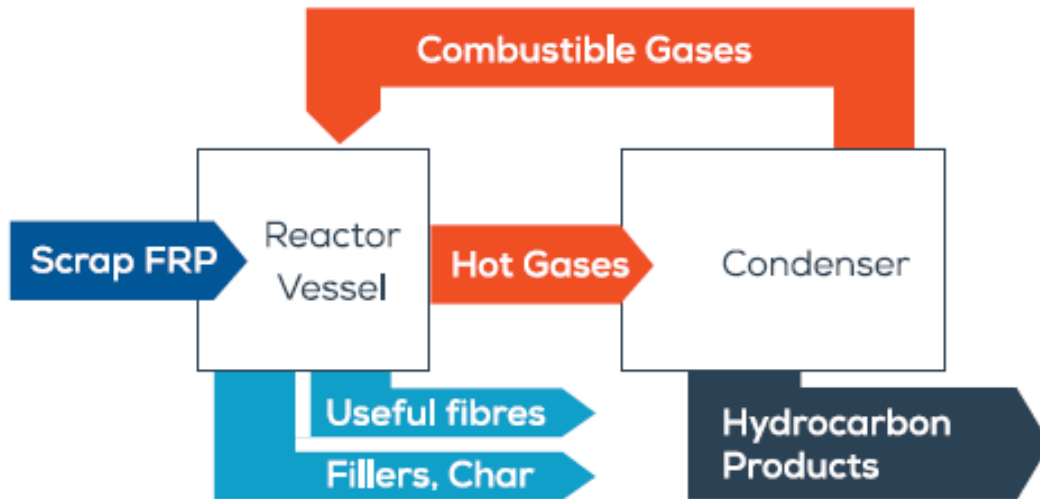 Combustible Gases
Scrap FRP
Reactor
Vessel
Hot Gases
Condenser
Useful fibres
Fillers, Char
Hydrocarbon
Products